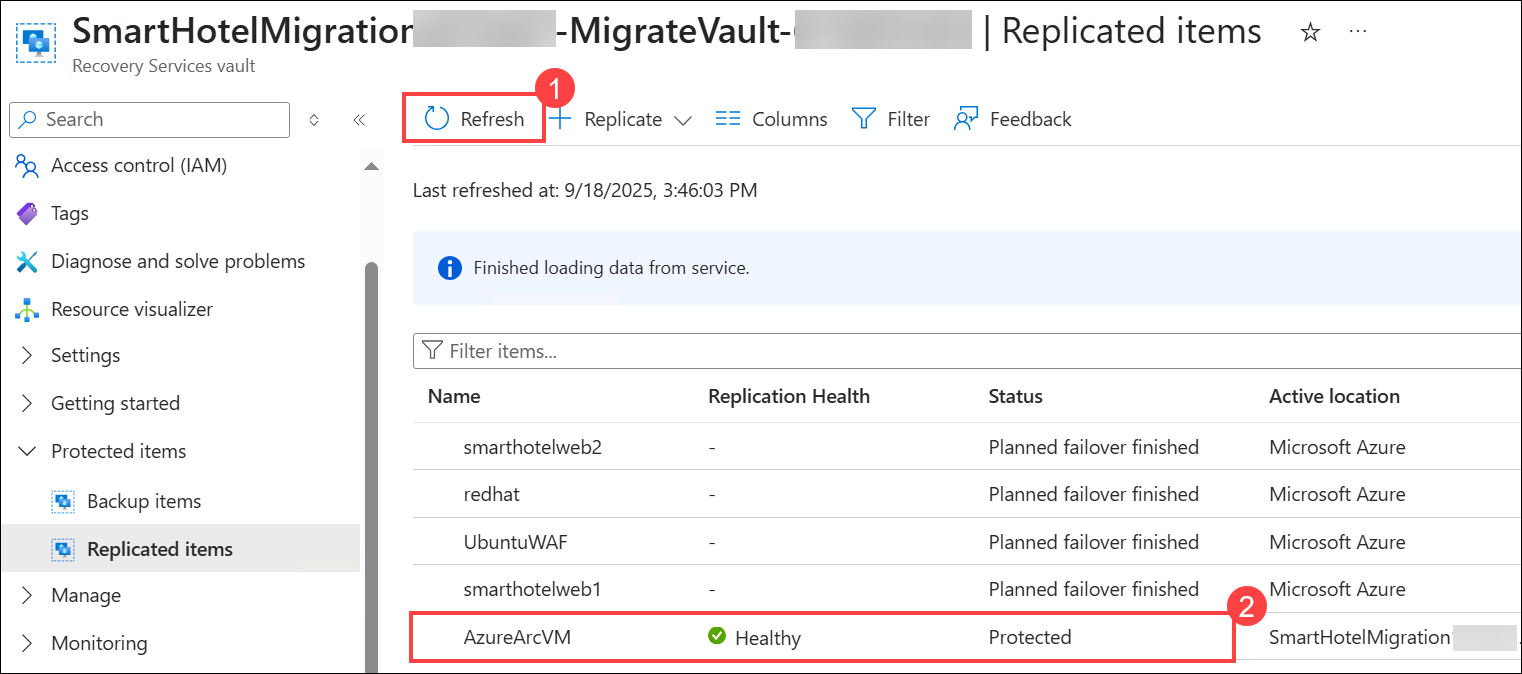 SmartHotelMigration -MigrateVault- | Replicated items ☆ ...
Recovery Services vault
Search
Access control (IAM)
Tags
Diagnose and solve problems
Resource visualizer
Settings
Getting started
Protected items
Backup items
Replicated items
Manage
Monitoring
1
Refresh Replicate Columns Filter Feedback
Last refreshed at: 9/18/2025, 3:46:03 PM
Finished loading data from service.
Filter items...
Name Replication Health Status Active location
smarthotelweb2 - Planned failover finished Microsoft Azure
redhat - Planned failover finished Microsoft Azure
UbuntuWAF - Planned failover finished Microsoft Azure
smarthotelweb1 - Planned failover finished Microsoft Azure
2
AzureArcVM Healthy Protected SmartHotelMigration